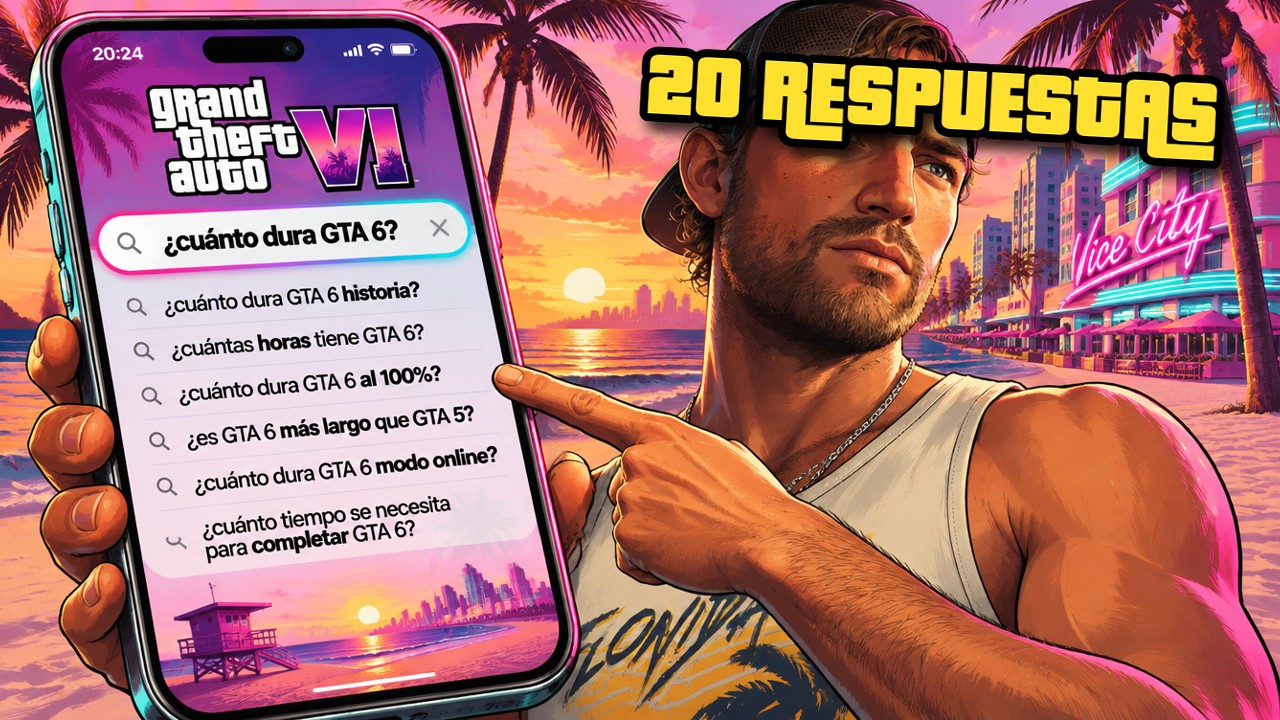 20:24
grand
theft
auto
VI
20 RESPUESTAS
¿cuánto dura GTA 6?
¿cuánto dura GTA 6 historia?
¿cuántas horas tiene GTA 6?
¿cuánto dura GTA 6 al 100%?
¿es GTA 6 más largo que GTA 5?
¿cuánto dura GTA 6 modo online?
¿cuánto tiempo se necesita
para completar GTA 6?
Vice City